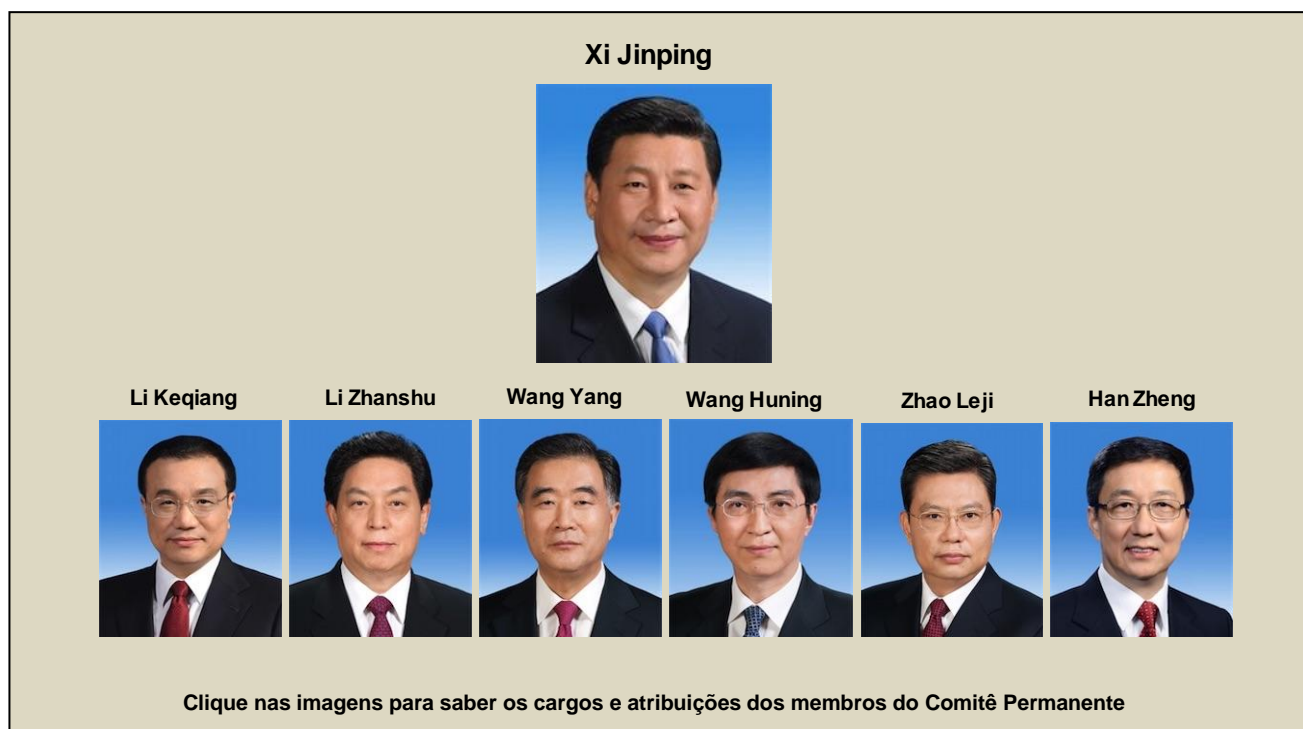 Xi Jinping
Li Keqiang
Li Zhanshu
Wang Yang
Wang Huning
Zhao Leji
Han Zheng
Clique nas imagens para saber os cargos e atribuições dos membros do Comitê Permanente